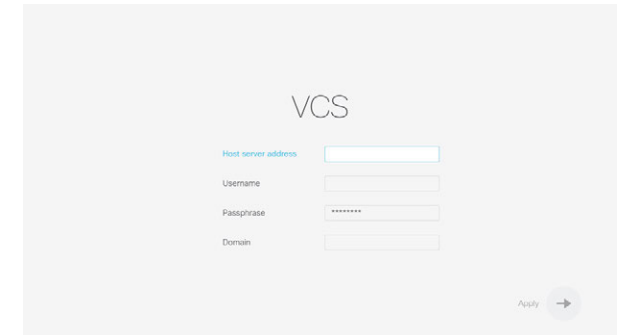 VCS
Host server address
Username
Passphrase ********
Domain
Apply